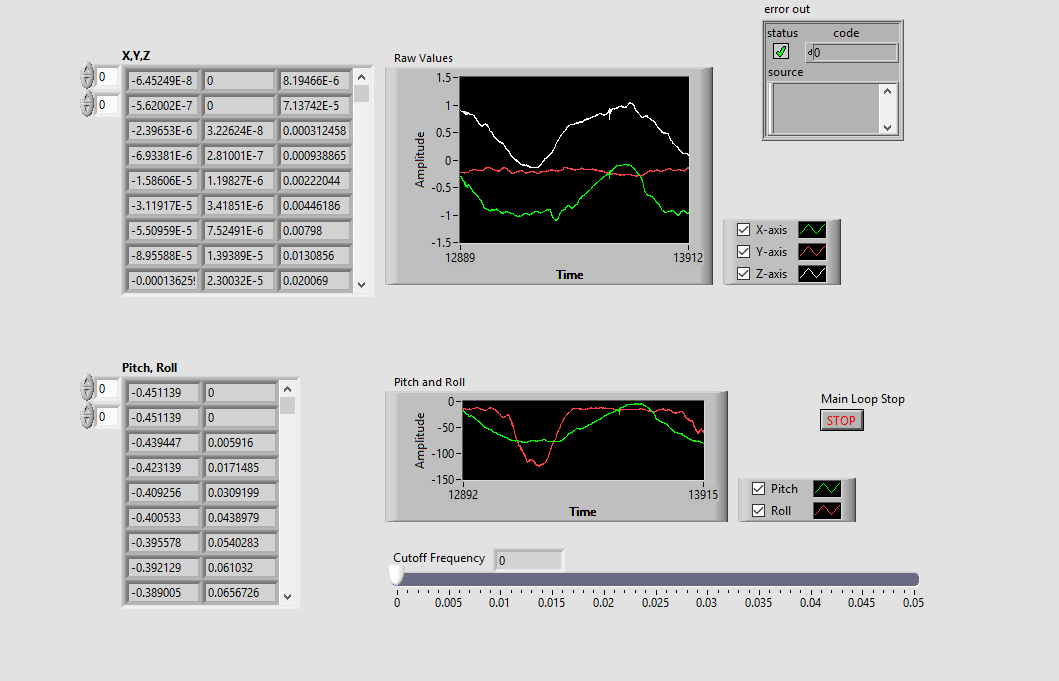 error out
status code
d0
source
X,Y,Z
0
0
-6.45249E-8 0 8.19466E-6
-5.62002E-7 0 7.13742E-5
-2.39653E-6 3.22624E-8 0.000312458
-6.93381E-6 2.81001E-7 0.000938865
-1.58606E-5 1.19827E-6 0.00222044
-3.11917E-5 3.41851E-6 0.00446186
-5.50959E-5 7.52491E-6 0.00798
-8.95588E-5 1.39389E-5 0.0130856
-0.00013625 2.30032E-5 0.020069
Raw Values
Amplitude
1.5
1
0.5
0
-0.5
-1
-1.5
12889 13912
Time
X-axis
Y-axis
Z-axis
Pitch, Roll
0
0
-0.451139 0
-0.451139 0
-0.439447 0.005916
-0.423139 0.0171485
-0.409256 0.0309199
-0.400533 0.0438979
-0.395578 0.0540283
-0.392129 0.061032
-0.389005 0.0656726
Pitch and Roll
Amplitude
0
-50
-100
-150
12892 13915
Time
Main Loop Stop
STOP
Pitch
Roll
Cutoff Frequency 0
0 0.005 0.01 0.015 0.02 0.025 0.03 0.035 0.04 0.045 0.05